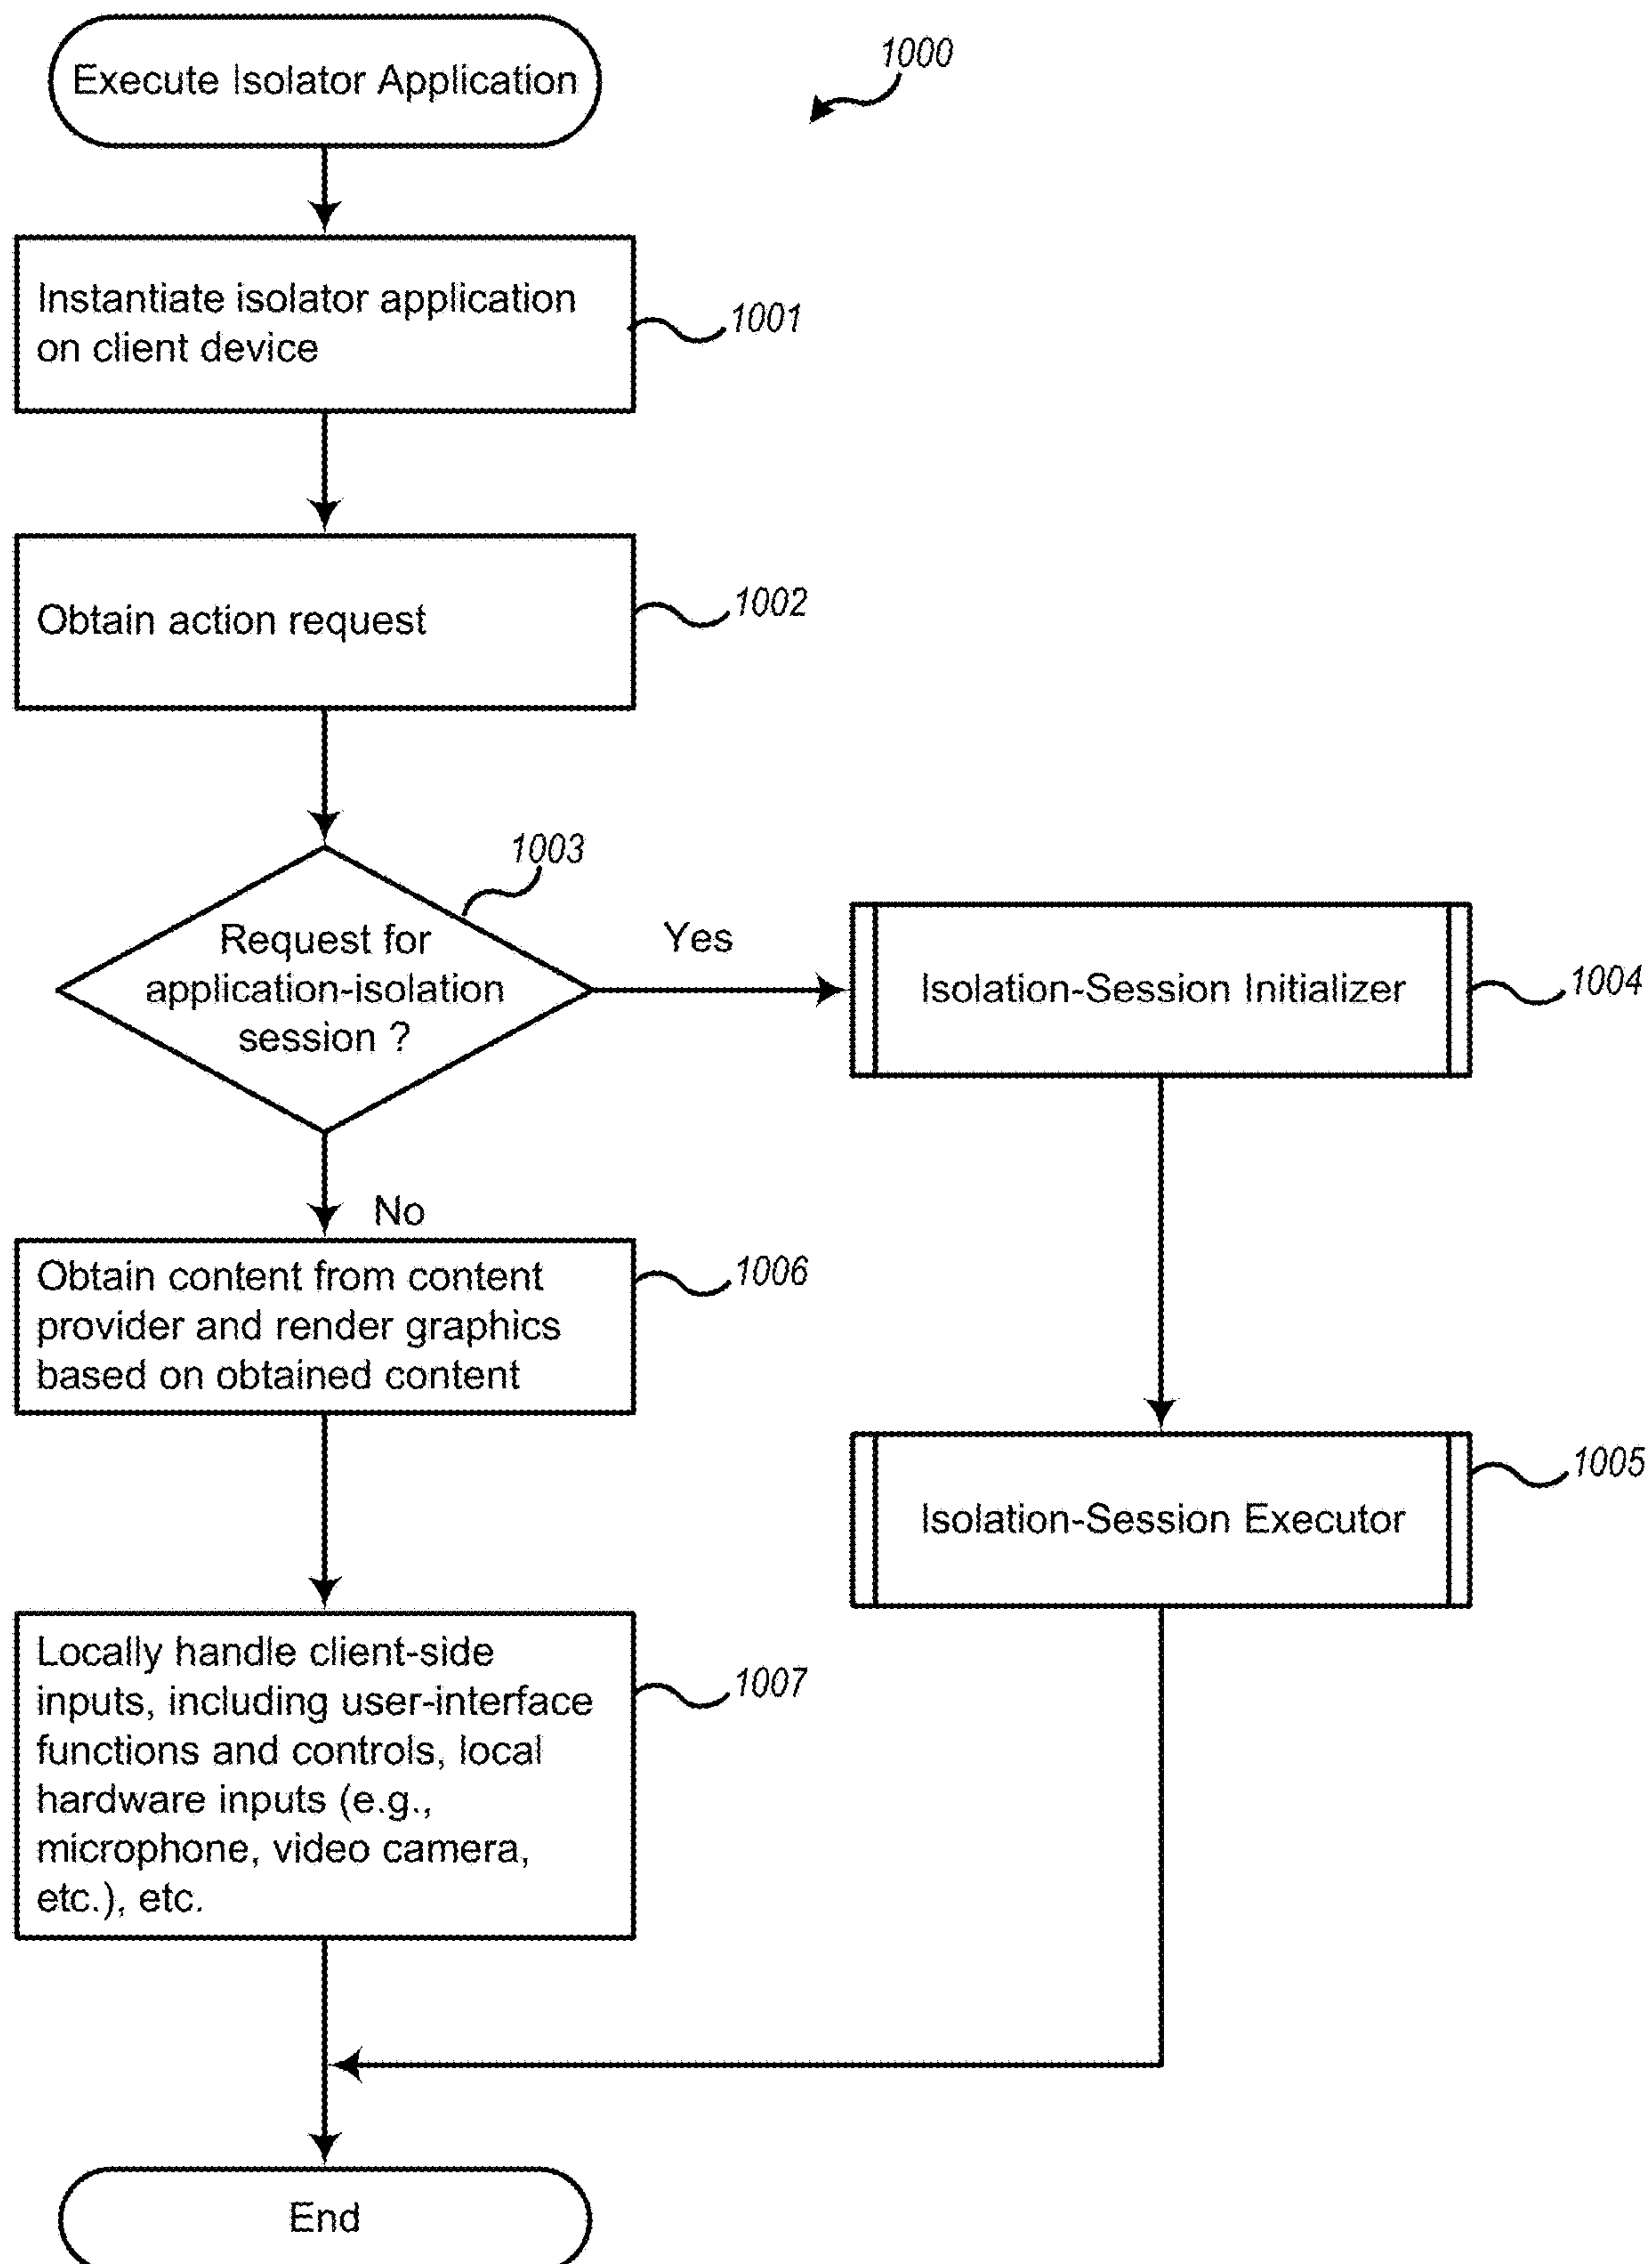 Execute Isolator Application
1000
Instantiate isolator application
on client device
1001
Obtain action request
1002
1003
Request for
application-isolation
session ?
Yes
Isolation-Session Initializer
1004
No
Obtain content from content
provider and render graphics
based on obtained content
1006
Isolation-Session Executor
1005
Locally handle client-side
inputs, including user-interface
functions and controls, local
hardware inputs (e.g.,
microphone, video camera,
etc.), etc.
1007
End